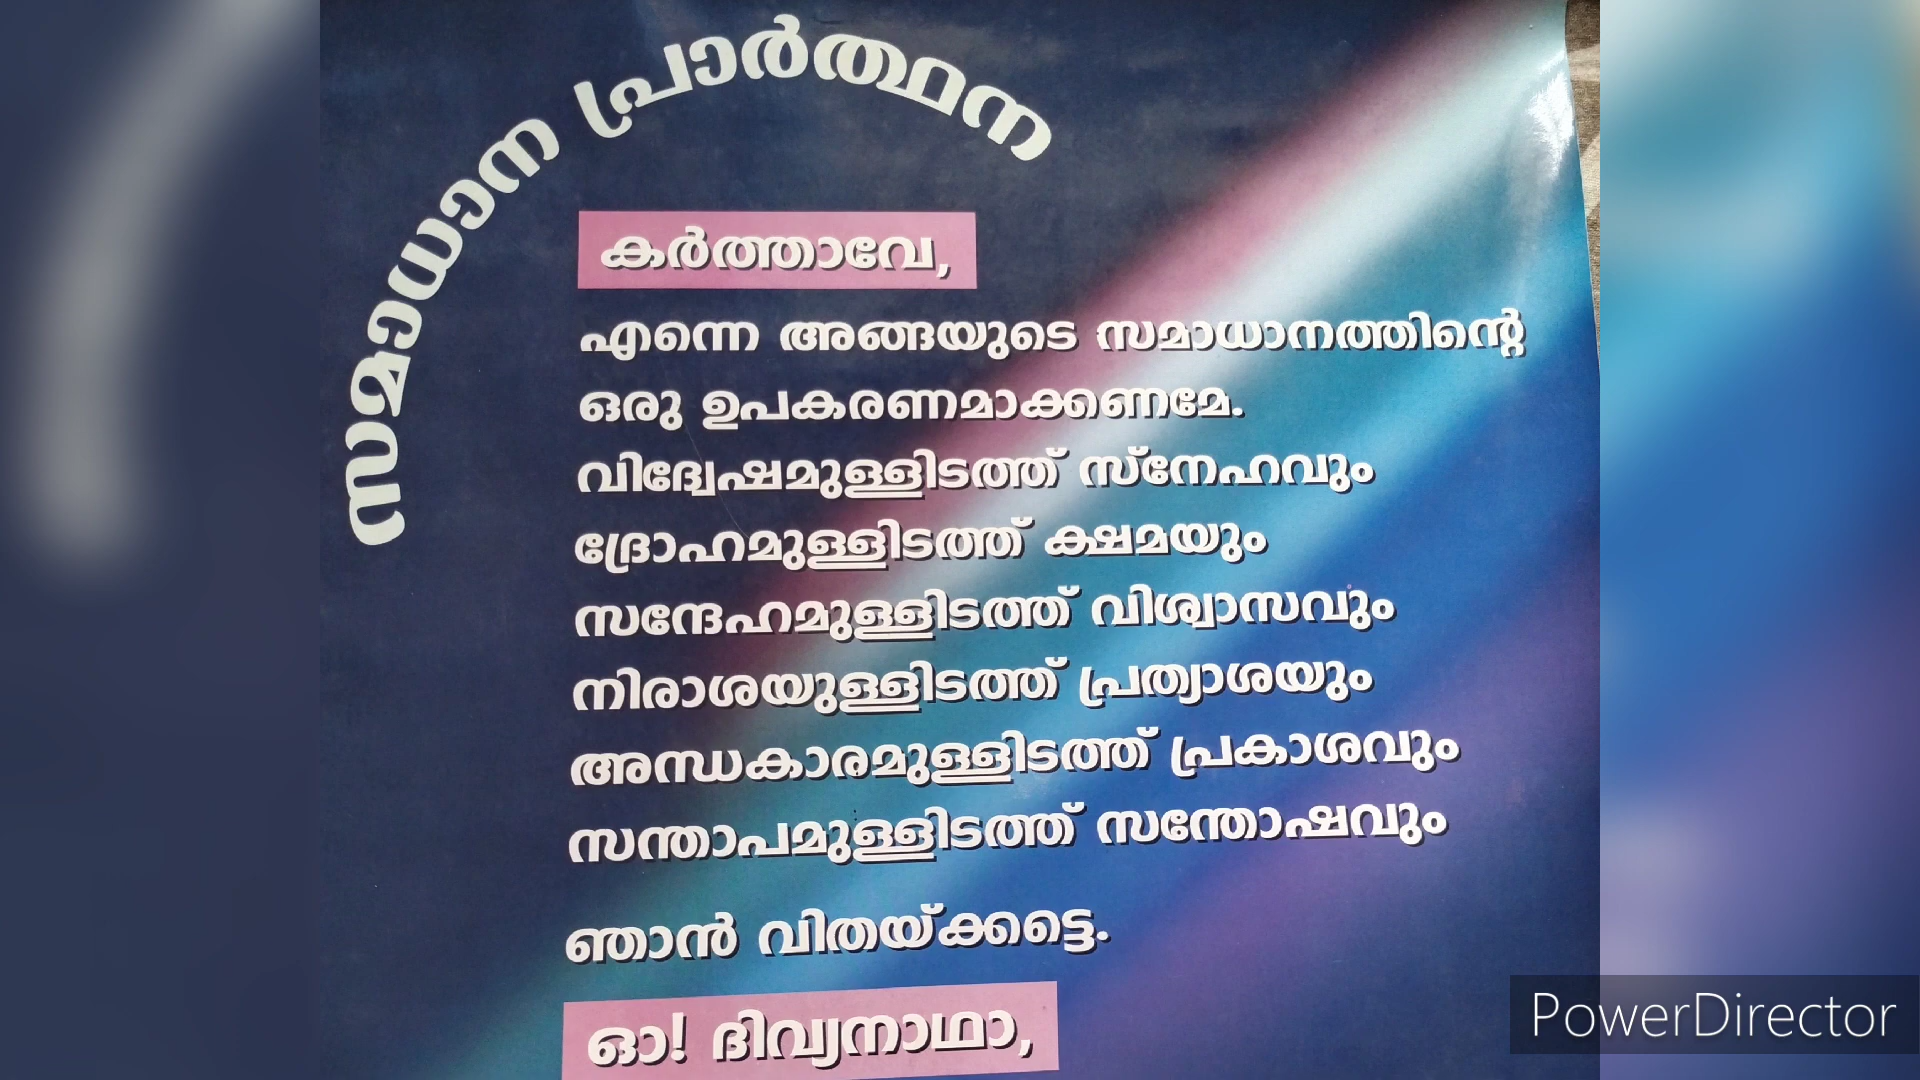 സമാധാന പ്രാർത്ഥന
കർത്താവേ,
എന്നെ അങ്ങയുടെ സമാധാനത്തിന്റെ
ഒരു ഉപകരണമാക്കണമേ.
വിദ്വേഷമുള്ളിടത്ത് സ്നേഹവും
ദ്രോഹമുള്ളിടത്ത് ക്ഷമയും
സന്ദേഹമുള്ളിടത്ത് വിശ്വാസവും
നിരാശയുള്ളിടത്ത് പ്രത്യാശയും
അന്ധകാരമുള്ളിടത്ത് പ്രകാശവും
സന്താപമുള്ളിടത്ത് സന്തോഷവും
ഞാൻ വിതയ്ക്കട്ടെ.
ഓ! ദിവ്യനാഥാ,
PowerDirector